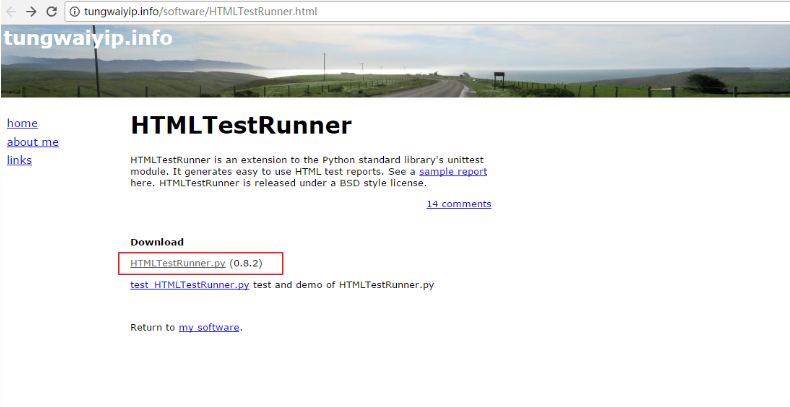 tungwaiyip.info/software/HTMLTestRunner.html
tungwaiyip.info
home
about me
links
HTMLTestRunner
HTMLTestRunner is an extension to the Python standard library's unittest
module. It generates easy to use HTML test reports. See a sample report
here. HTMLTestRunner is released under a BSD style license.
14 comments
Download
HTMLTestRunner.py (0.8.2)
test_HTMLTestRunner.py test and demo of HTMLTestRunner.py
Return to my software.